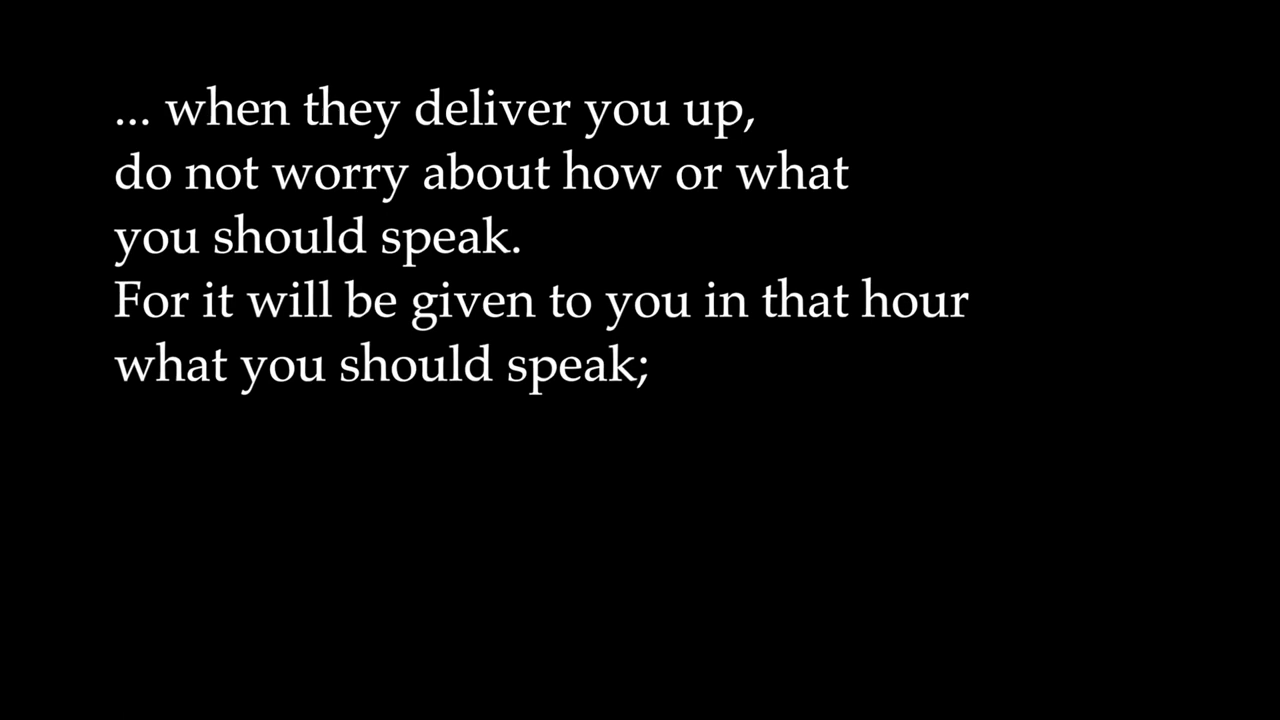 ... when they deliver you up,
do not worry about how or what
you should speak.
For it will be given to you in that hour
what you should speak;